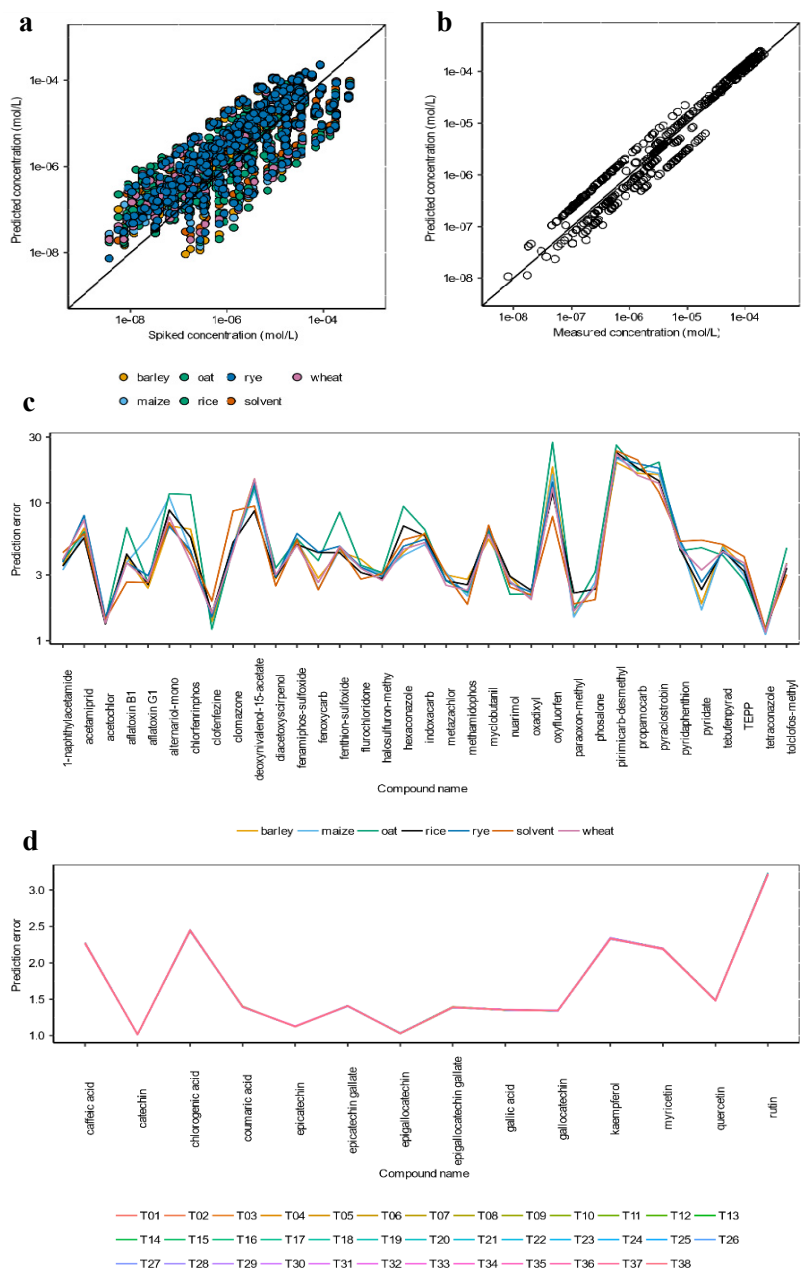 a
Predicted concentration (mol/L)
1e-04
1e-06
1e-08
1e-08 1e-06 1e-04
Spiked concentration (mol/L)
barley oat rye wheat
maize rice solvent
b
Predicted concentration (mol/L)
1e-04
1e-05
1e-06
1e-07
1e-08
1e-08 1e-07 1e-06 1e-05 1e-04
Measured concentration (mol/L)
c
Prediction error
30
10
3
1
1-naphthylacetamide
acetamiprid
acetochlor
aflatoxin B1
aflatoxin G1
alternariol-mono
chlorfenvinphos
clofentezine
clomazone
deoxynivalenol-15-acetate
diacetoxyscirpenol
fenamiphos-sulfoxide
fenoxycarb
fenthion-sulfoxide
flurochloridone
halosulfuron-methy
hexaconazole
indoxacarb
metazachlor
methamidophos
myclobutanil
nuarimol
oxadixyl
oxyfluorfen
paraoxon-methyl
phosalone
pirimicarb-desmethyl
propamocarb
pyraclostrobin
pyridaphenthion
pyridate
tebufenpyrad
TEPP
tetraconazole
tolclofos-methyl
Compound name
barley maize oat rice rye solvent wheat
d
Prediction error
3.0
2.5
2.0
1.5
1.0
caffeic acid
catechin
chlorogenic acid
coumaric acid
epicatechin
epicatechin gallate
epigallocatechin
epigallocatechin gallate
gallic acid
gallocatechin
kaempferol
myricetin
quercetin
rutin
Compound name
T01 T02 T03 T04 T05 T06 T07 T08 T09 T10 T11 T12 T13
T14 T15 T16 T17 T18 T19 T20 T21 T22 T23 T24 T25 T26
T27 T28 T29 T30 T31 T32 T33 T34 T35 T36 T37 T38